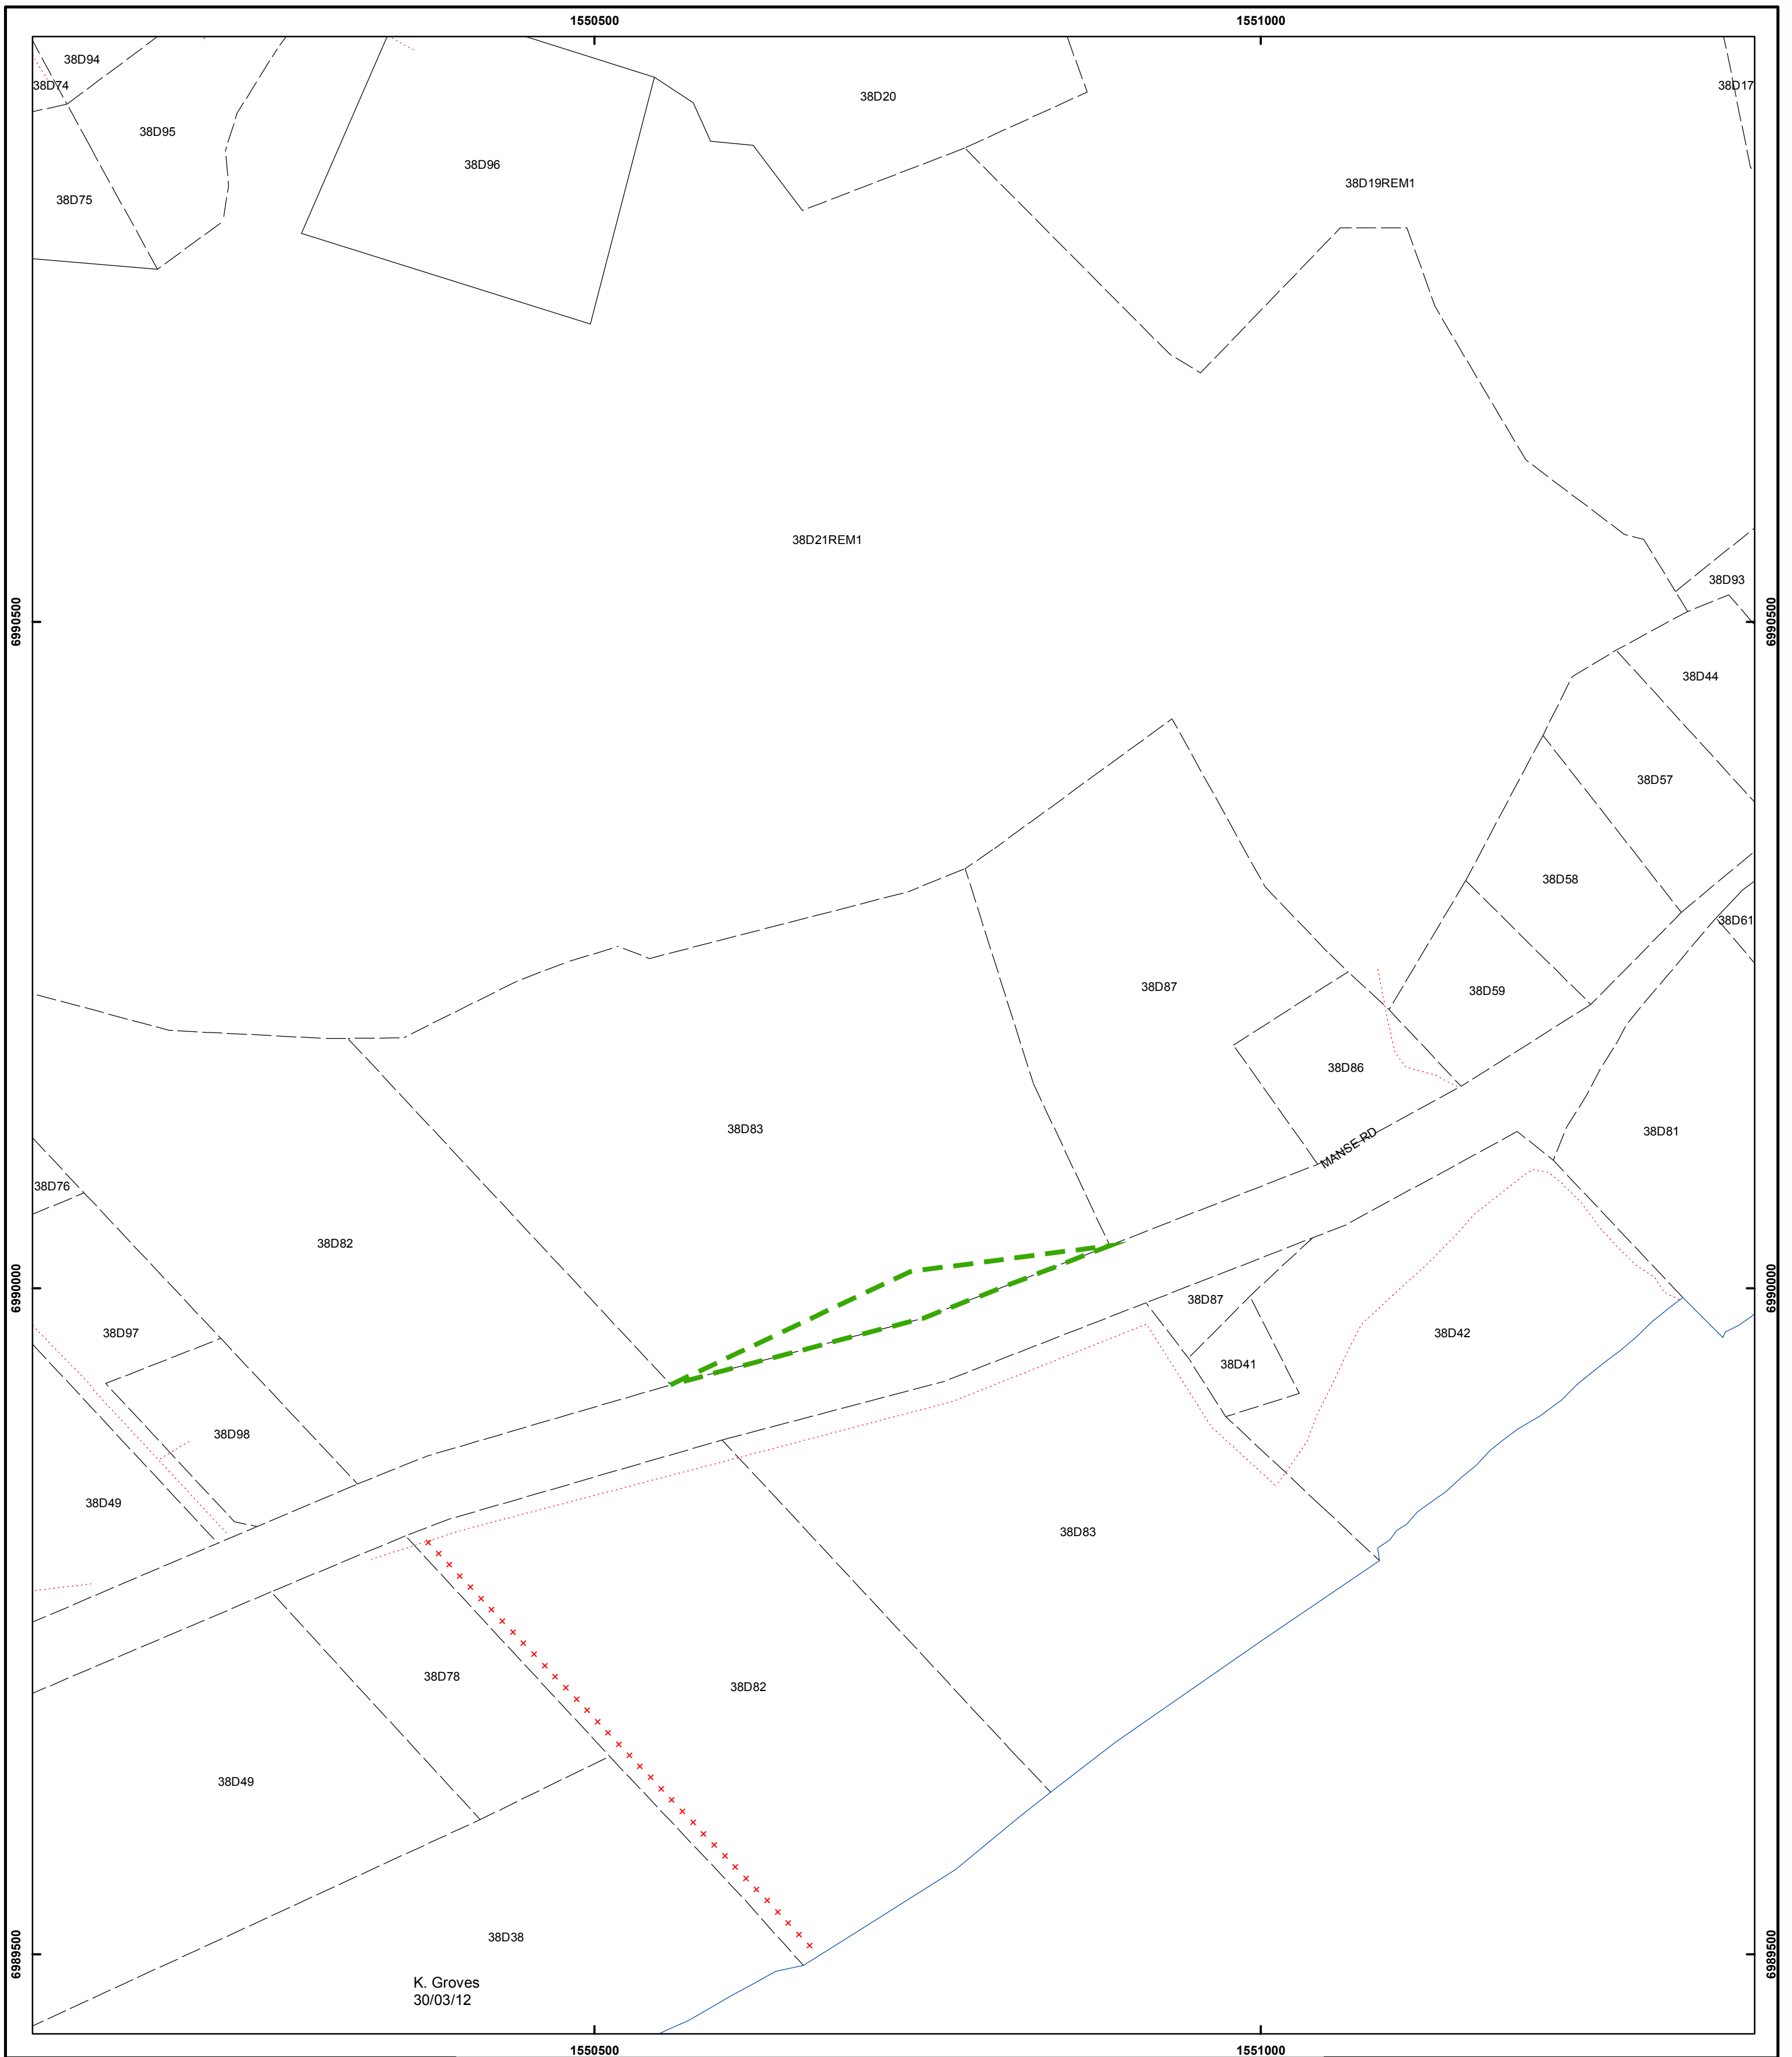 1550500
1551000
38D94
38D74
38D17
38D20
38D95
38D96
38D19REM1
38D75
38D21REM1
38D93
6990500
6990500
38D44
38D57
38D58
38D61
38D87
38D59
38D86
38D83
38D81
MANSE RD
38D76
38D82
6990000
6990000
38D87
38D97
38D42
38D41
38D98
38D49
38D83
38D78
38D82
38D49
38D38
6989500
6989500
K. Groves
30/03/12
1550500
1551000